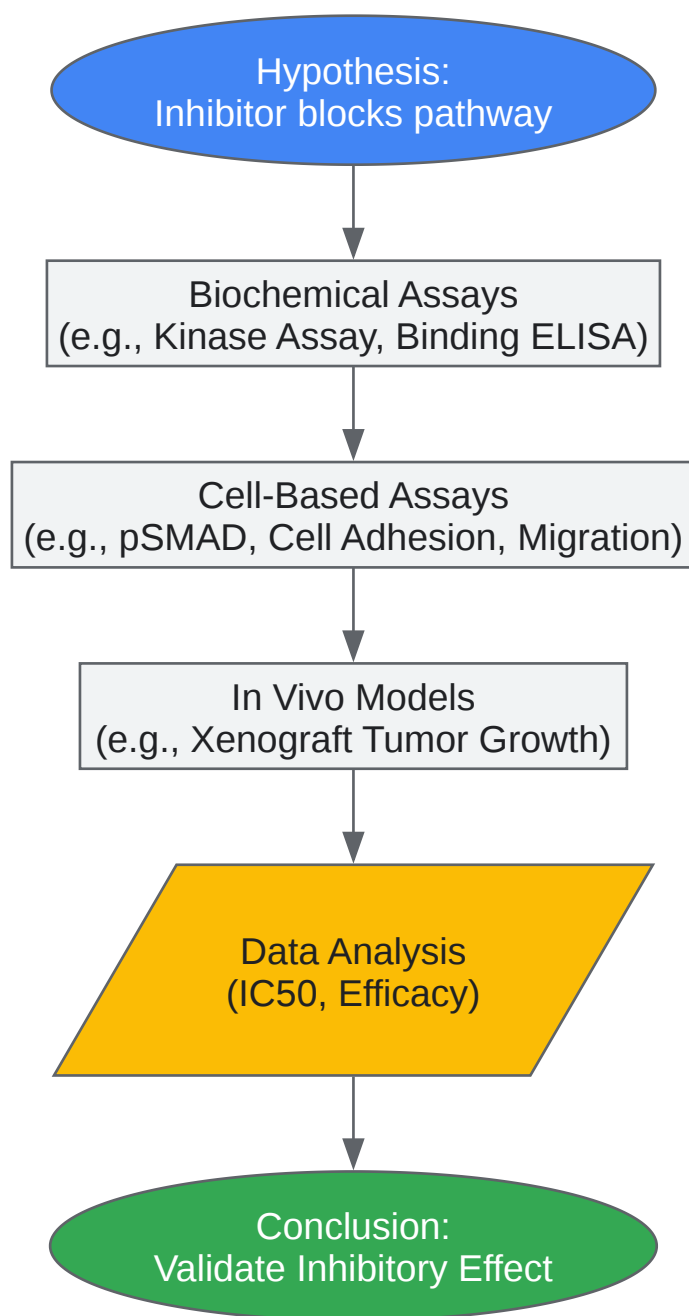 Hypothesis:
Inhibitor blocks pathway
Biochemical Assays
(e.g., Kinase Assay, Binding ELISA)
Cell-Based Assays
(e.g., pSMAD, Cell Adhesion, Migration)
In Vivo Models
(e.g., Xenograft Tumor Growth)
Data Analysis
(IC50, Efficacy)
Conclusion:
Validate Inhibitory Effect